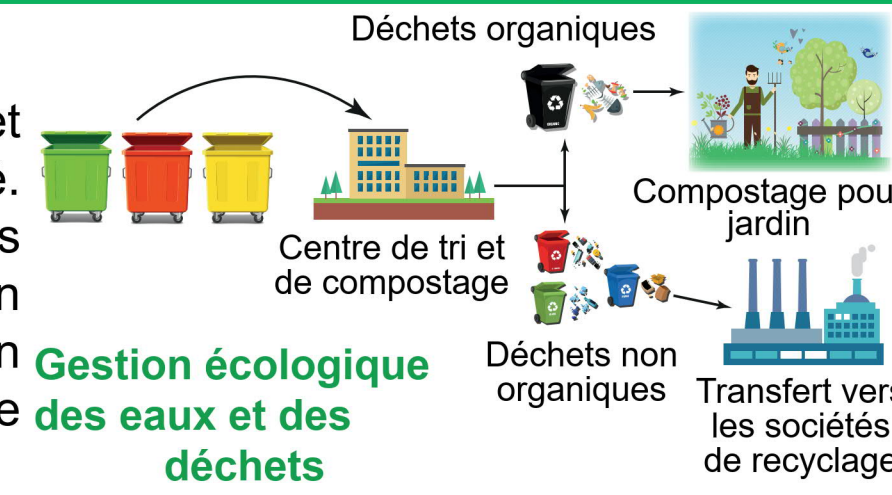 Déchets organiques
et
é.
s
n
n
e
Centre de tri et
de compostage
Compostage pou
jardin
Déchets non
organiques
Transfert vers
les sociétés
de recyclage
Gestion écologique
des eaux et des
déchets